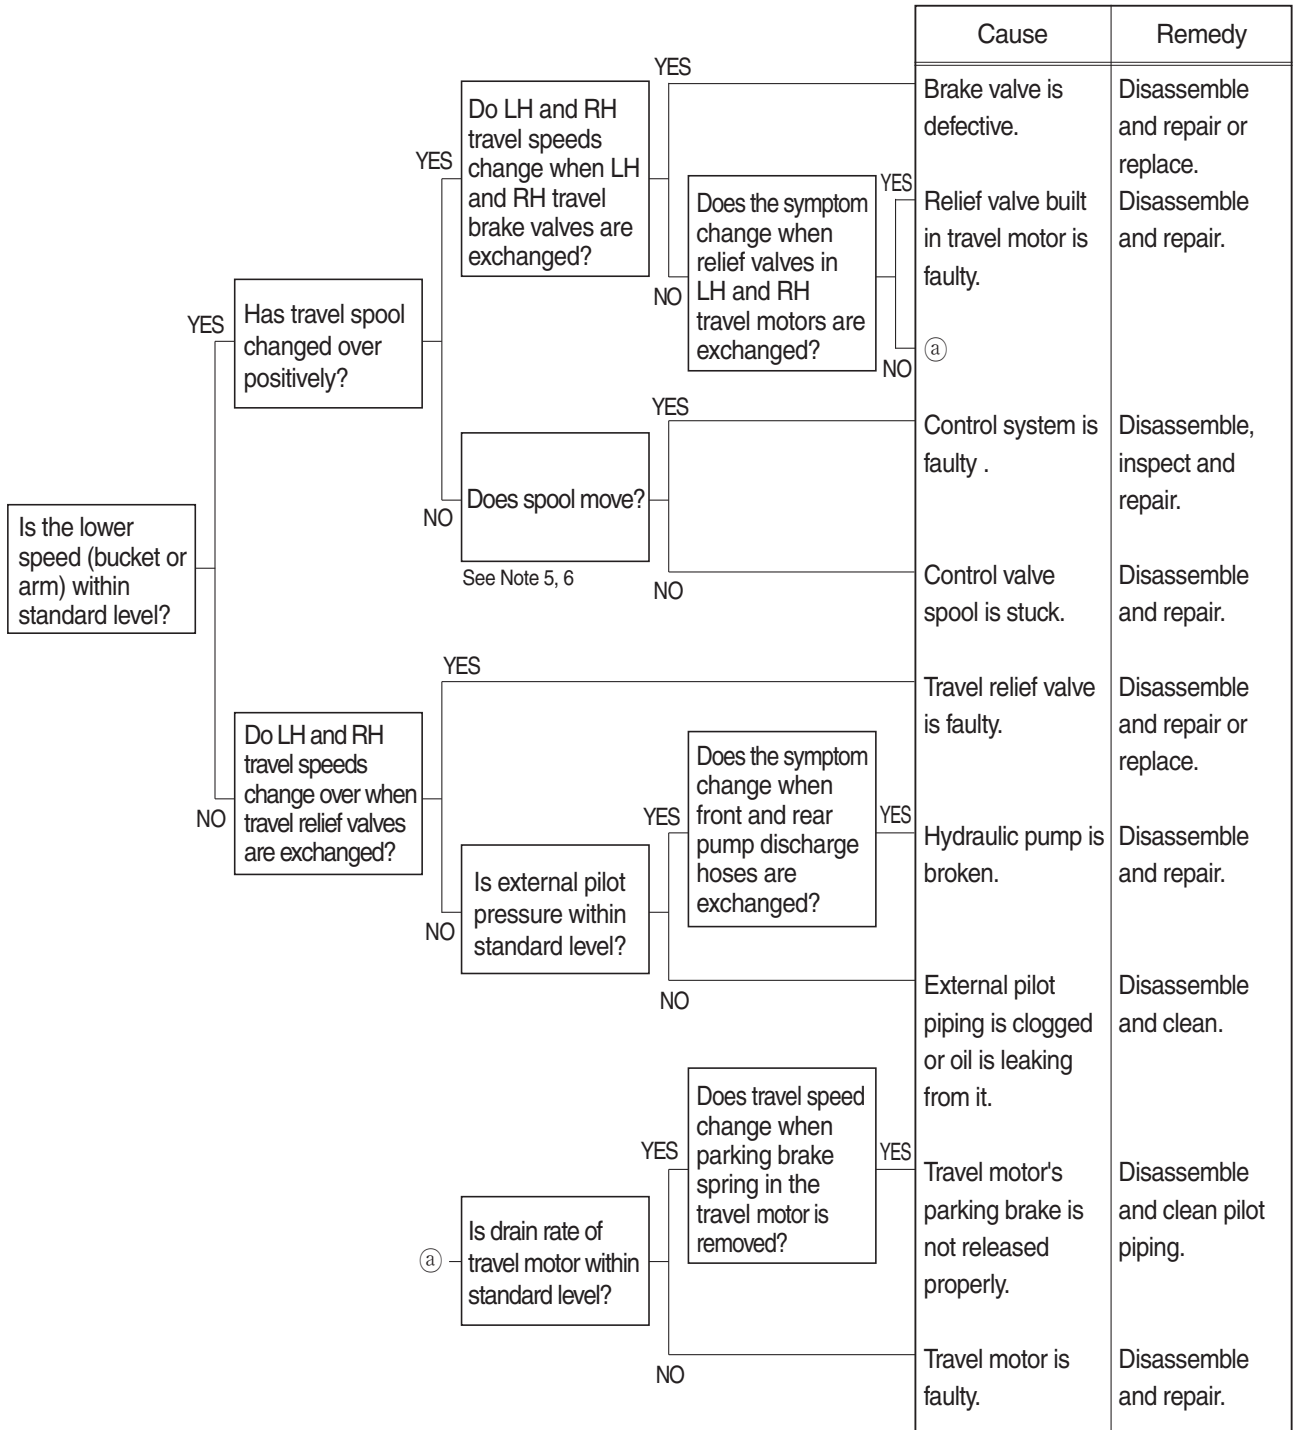 Cause
Remedy
YES
Do LH and RH
travel speeds
change when LH
and RH travel
brake valves are
exchanged?
YES
Brake valve is
defective.
Disassemble
and repair or
replace.
Does the symptom
change when
relief valves in
LH and RH
travel motors are
exchanged?
YES
NO
Relief valve built
in travel motor is
faulty.
Disassemble
and repair.
NO
ⓐ
Has travel spool
changed over
positively?
YES
YES
Control system is
faulty .
Disassemble,
inspect and
repair.
Does spool move?
NO
See Note 5, 6
NO
Control valve
spool is stuck.
Disassemble
and repair.
Is the lower
speed (bucket or
arm) within
standard level?
YES
Travel relief valve
is faulty.
Disassemble
and repair or
replace.
Do LH and RH
travel speeds
change over when
travel relief valves
are exchanged?
NO
Does the symptom
change when
front and rear
pump discharge
hoses are
exchanged?
YES
YES
Hydraulic pump is
broken.
Disassemble
and repair.
Is external pilot
pressure within
standard level?
NO
NO
External pilot
piping is clogged
or oil is leaking
from it.
Disassemble
and clean.
Does travel speed
change when
parking brake
spring in the
travel motor is
removed?
YES
YES
Travel motor's
parking brake is
not released
properly.
Disassemble
and clean pilot
piping.
ⓐ
Is drain rate of
travel motor within
standard level?
NO
Travel motor is
faulty.
Disassemble
and repair.